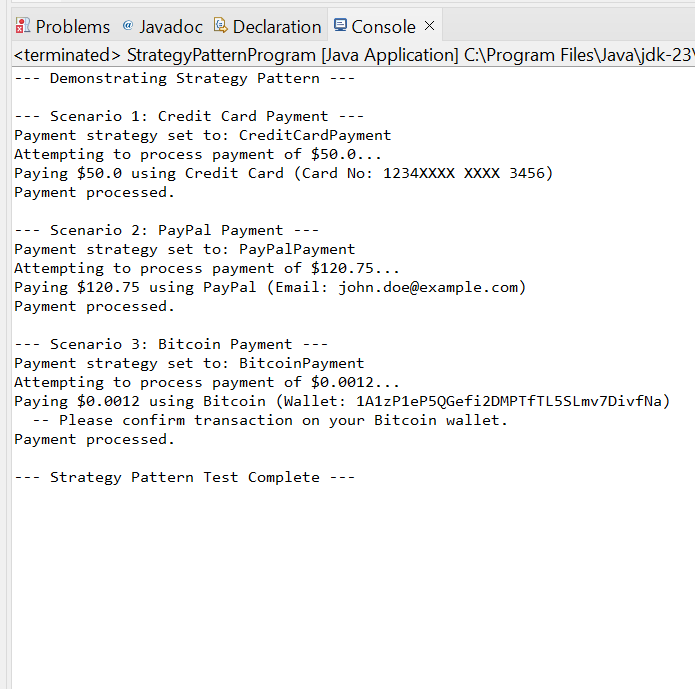 Problems @ Javadoc Declaration Console ×
<terminated> StrategyPatternProgram [Java Application] C:\Program Files\Java\jdk-23\
--- Demonstrating Strategy Pattern ---

--- Scenario 1: Credit Card Payment ---
Payment strategy set to: CreditCardPayment
Attempting to process payment of $50.0...
Paying $50.0 using Credit Card (Card No: 1234XXXX XXXX 3456)
Payment processed.

--- Scenario 2: PayPal Payment ---
Payment strategy set to: PayPalPayment
Attempting to process payment of $120.75...
Paying $120.75 using PayPal (Email: john.doe@example.com)
Payment processed.

--- Scenario 3: Bitcoin Payment ---
Payment strategy set to: BitcoinPayment
Attempting to process payment of $0.0012...
Paying $0.0012 using Bitcoin (Wallet: 1A1zP1eP5QGefi2DMPTfTL5SLmv7DivfNa)
  -- Please confirm transaction on your Bitcoin wallet.
Payment processed.

--- Strategy Pattern Test Complete ---